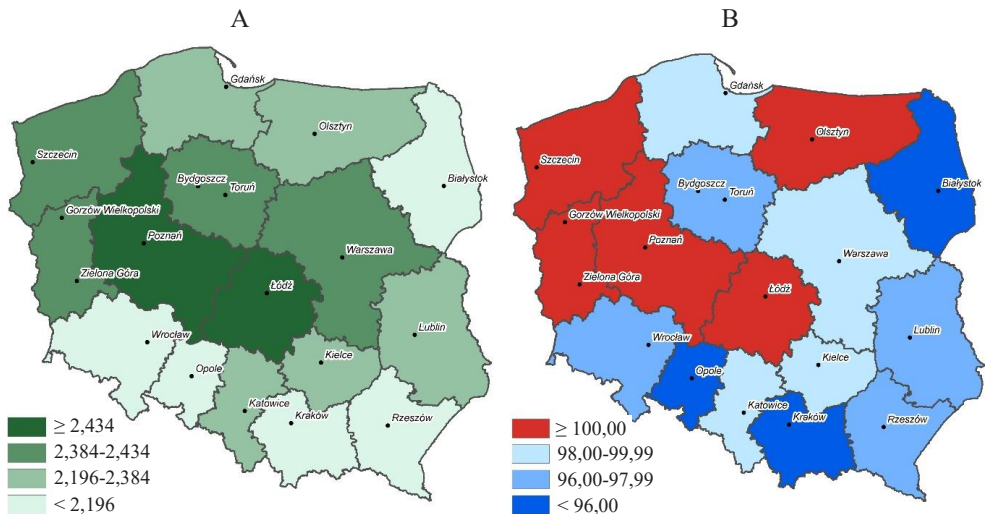 A
Gdańsk
Olsztyn
Szczecin
Bydgoszcz
Toruń
Białystok
Gorzów Wielkopolski
Poznań
Warszawa
Zielona Góra
Łódź
Wrocław
Lublin
Opole
Kielce
Katowice
Kraków
Rzeszów
≥ 2,434
2,384-2,434
2,196-2,384
< 2,196
B
Gdańsk
Olsztyn
Szczecin
Bydgoszcz
Toruń
Białystok
Gorzów Wielkopolski
Poznań
Warszawa
Zielona Góra
Łódź
Wrocław
Lublin
Opole
Kielce
Katowice
Kraków
Rzeszów
≥ 100,00
98,00-99,99
96,00-97,99
< 96,00